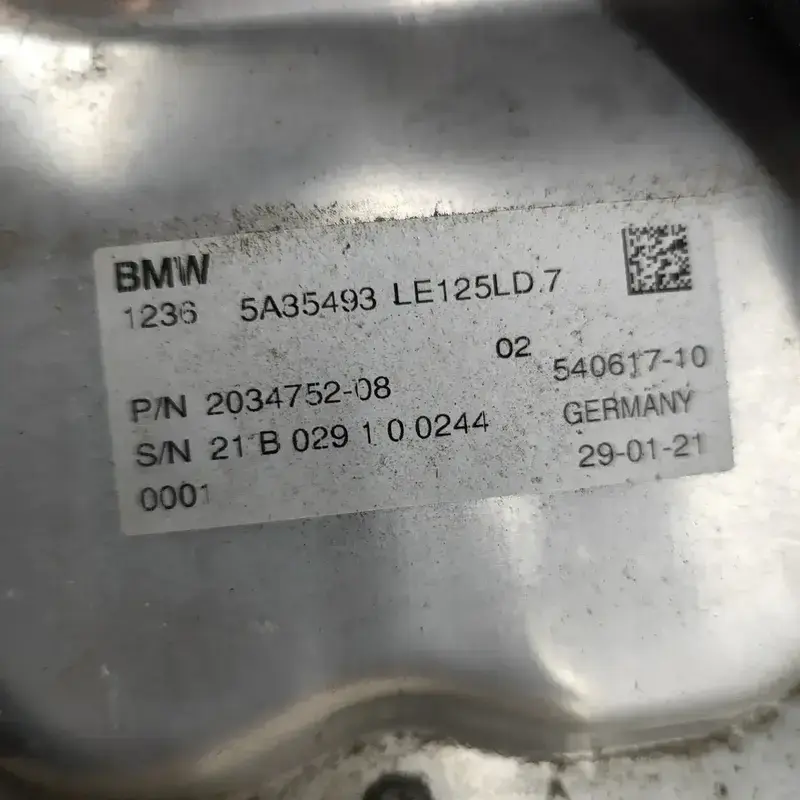 BMW
1236 5A35493 LE125LD.7
02
540617-10
P/N 2034752-08
GERMANY
S/N 21 B 029 1 0 0244
29-01-21
0001